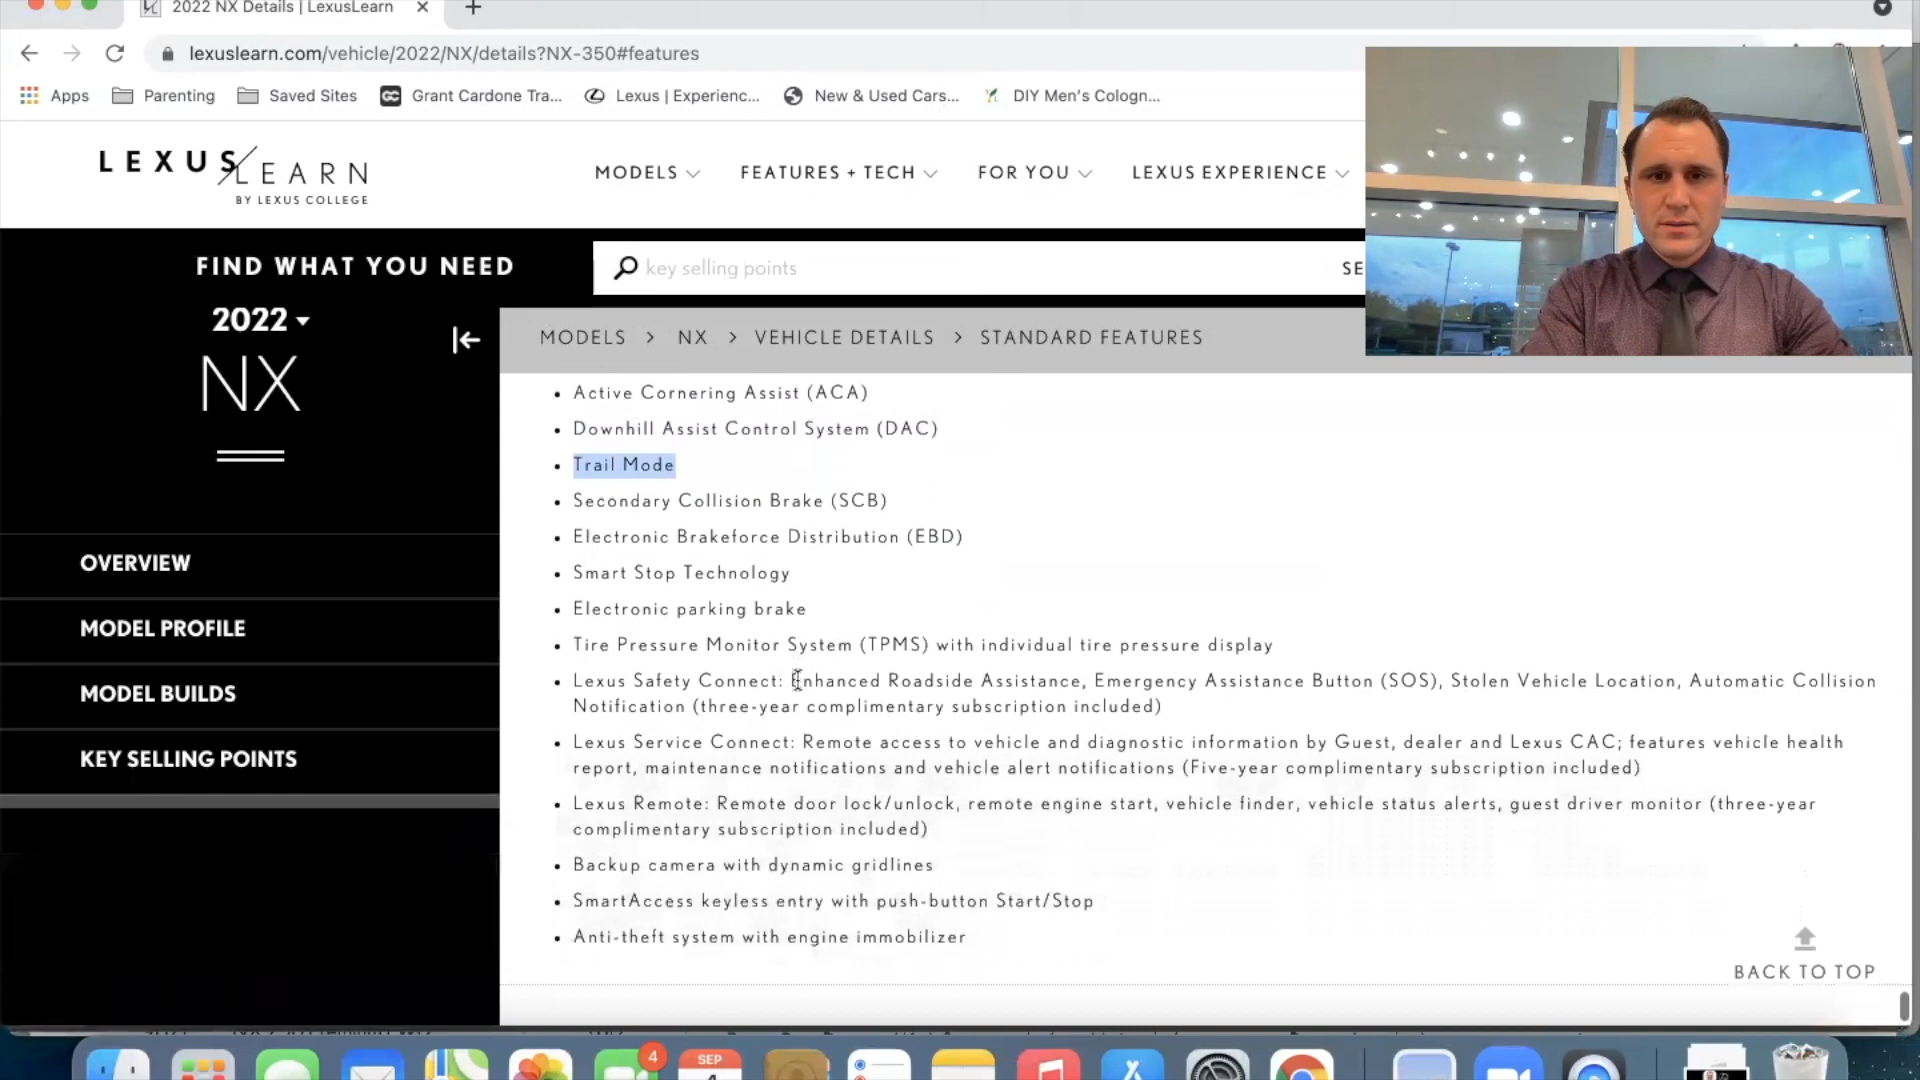 2022 NX Details | LexusLearn
lexuslearn.com/vehicle/2022/NX/details?NX-350#features
Apps Parenting Saved Sites Grant Cardone Tra... Lexus | Experienc... New & Used Cars... DIY Men's Cologn...
LEXUS LEARN
BY LEXUS COLLEGE
MODELS FEATURES + TECH FOR YOU LEXUS EXPERIENCE
FIND WHAT YOU NEED
key selling points
SE
2022
NX
OVERVIEW
MODEL PROFILE
MODEL BUILDS
KEY SELLING POINTS
MODELS > NX > VEHICLE DETAILS > STANDARD FEATURES
• Active Cornering Assist (ACA)
• Downhill Assist Control System (DAC)
• Trail Mode
• Secondary Collision Brake (SCB)
• Electronic Brakeforce Distribution (EBD)
• Smart Stop Technology
• Electronic parking brake
• Tire Pressure Monitor System (TPMS) with individual tire pressure display
• Lexus Safety Connect: Enhanced Roadside Assistance, Emergency Assistance Button (SOS), Stolen Vehicle Location, Automatic Collision
Notification (three-year complimentary subscription included)
• Lexus Service Connect: Remote access to vehicle and diagnostic information by Guest, dealer and Lexus CAC; features vehicle health
report, maintenance notifications and vehicle alert notifications (Five-year complimentary subscription included)
• Lexus Remote: Remote door lock/unlock, remote engine start, vehicle finder, vehicle status alerts, guest driver monitor (three-year
complimentary subscription included)
• Backup camera with dynamic gridlines
• SmartAccess keyless entry with push-button Start/Stop
• Anti-theft system with engine immobilizer
BACK TO TOP
4
SEP